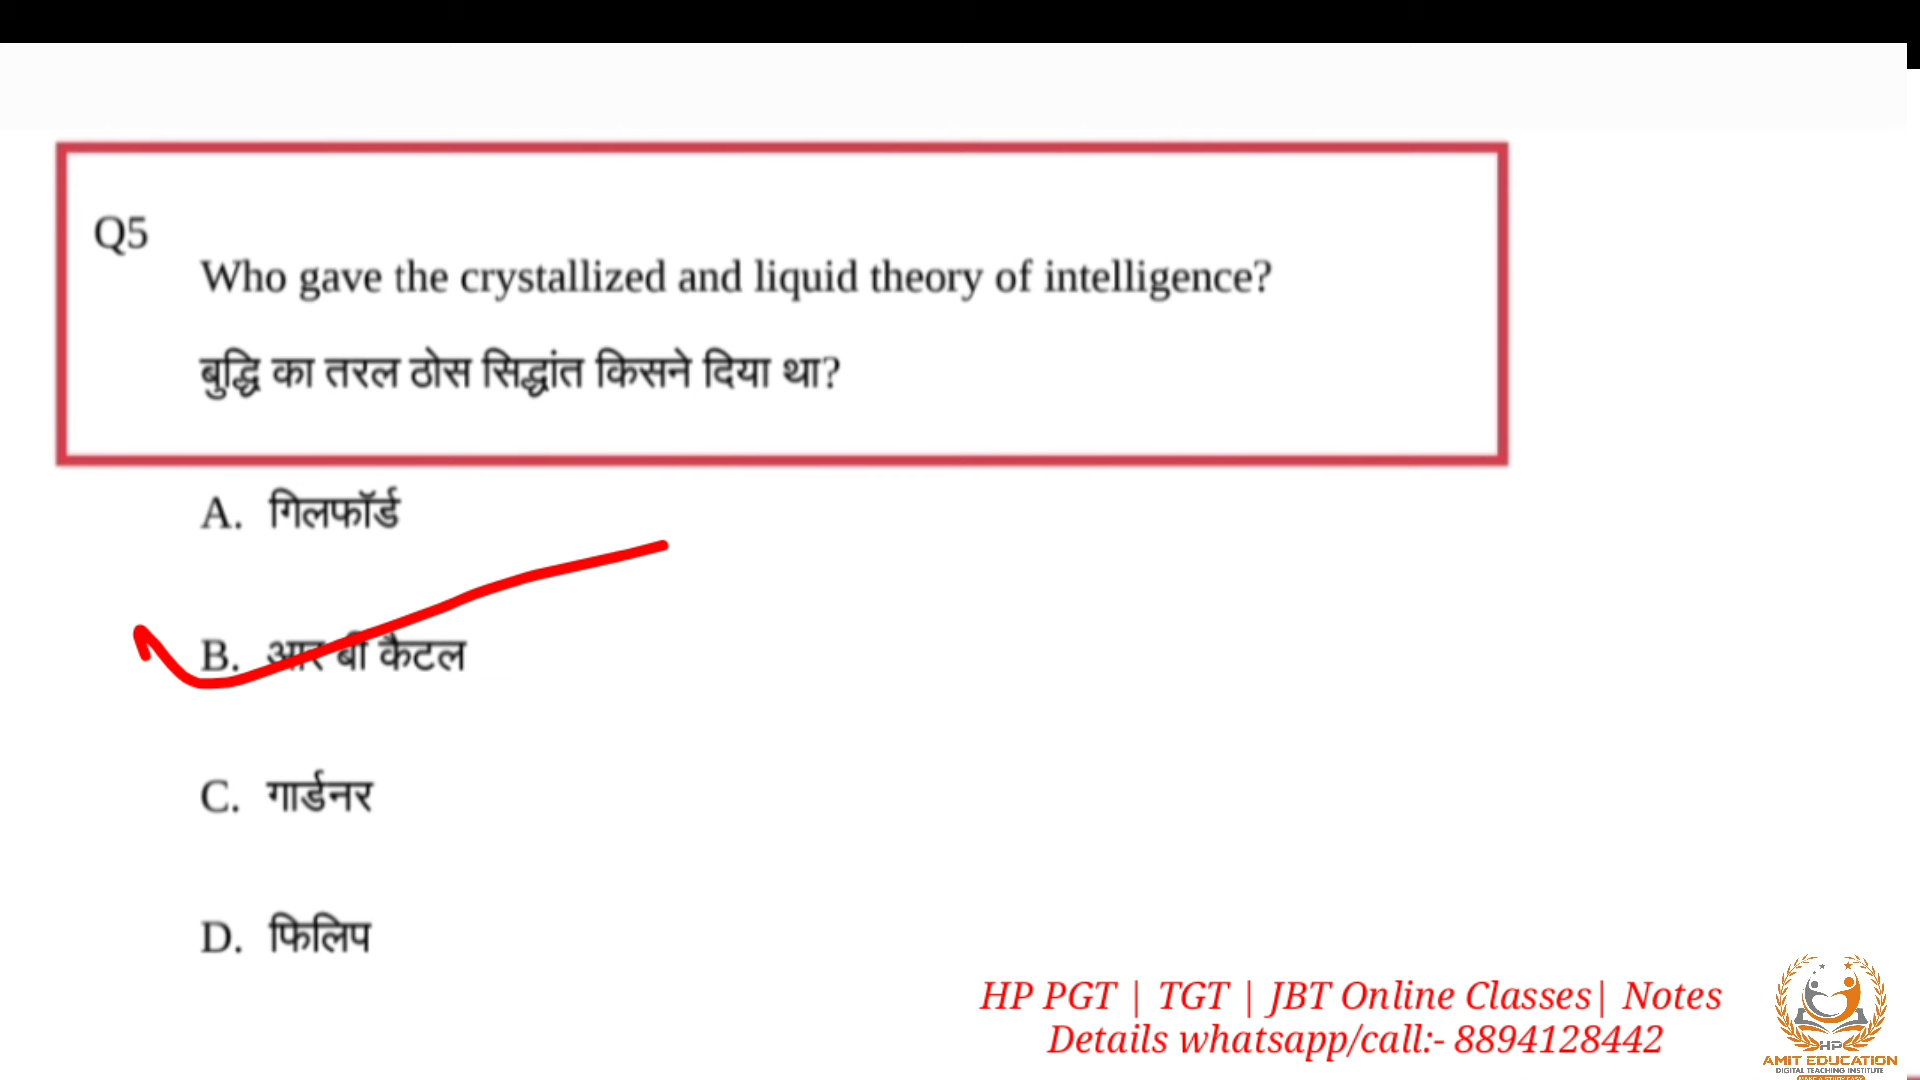 Q5
Who gave the crystallized and liquid theory of intelligence?
बुद्धि का तरल ठोस सिद्धांत किसने दिया था?
A. गिलफॉर्ड
B. आर बी कैटल
C. गार्डनर
D. फिलिप
HP PGT | TGT | JBT Online Classes| Notes
Details whatsapp/call:- 8894128442
HP
AMIT EDUCATION
DIGITAL TEACHING INSTITUTE